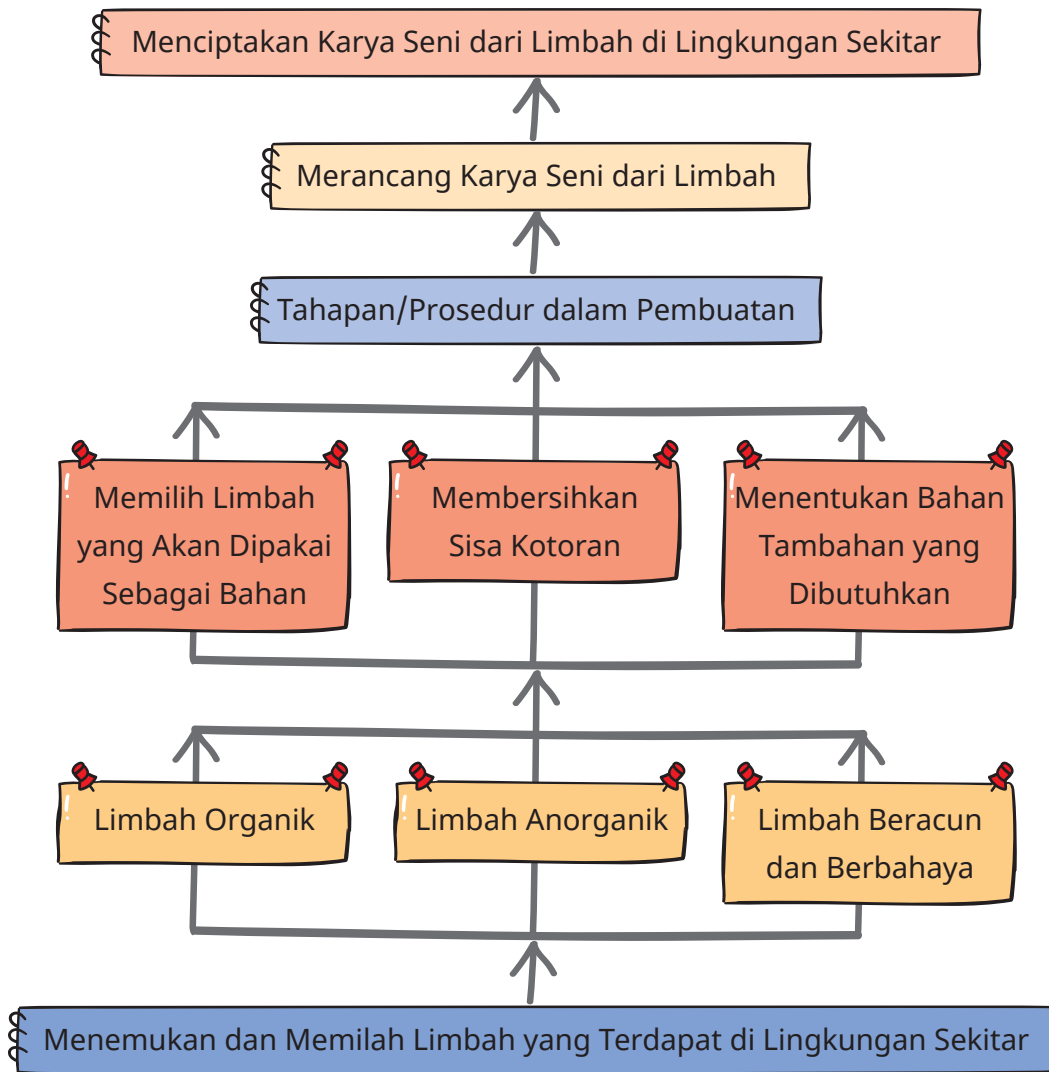 Menciptakan Karya Seni dari Limbah di Lingkungan Sekitar
Merancang Karya Seni dari Limbah
Tahapan/Prosedur dalam Pembuatan
Memilih Limbah
yang Akan Dipakai
Sebagai Bahan
Membersihkan
Sisa Kotoran
Menentukan Bahan
Tambahan yang
Dibutuhkan
Limbah Organik
Limbah Anorganik
Limbah Beracun
dan Berbahaya
Menemukan dan Memilah Limbah yang Terdapat di Lingkungan Sekitar